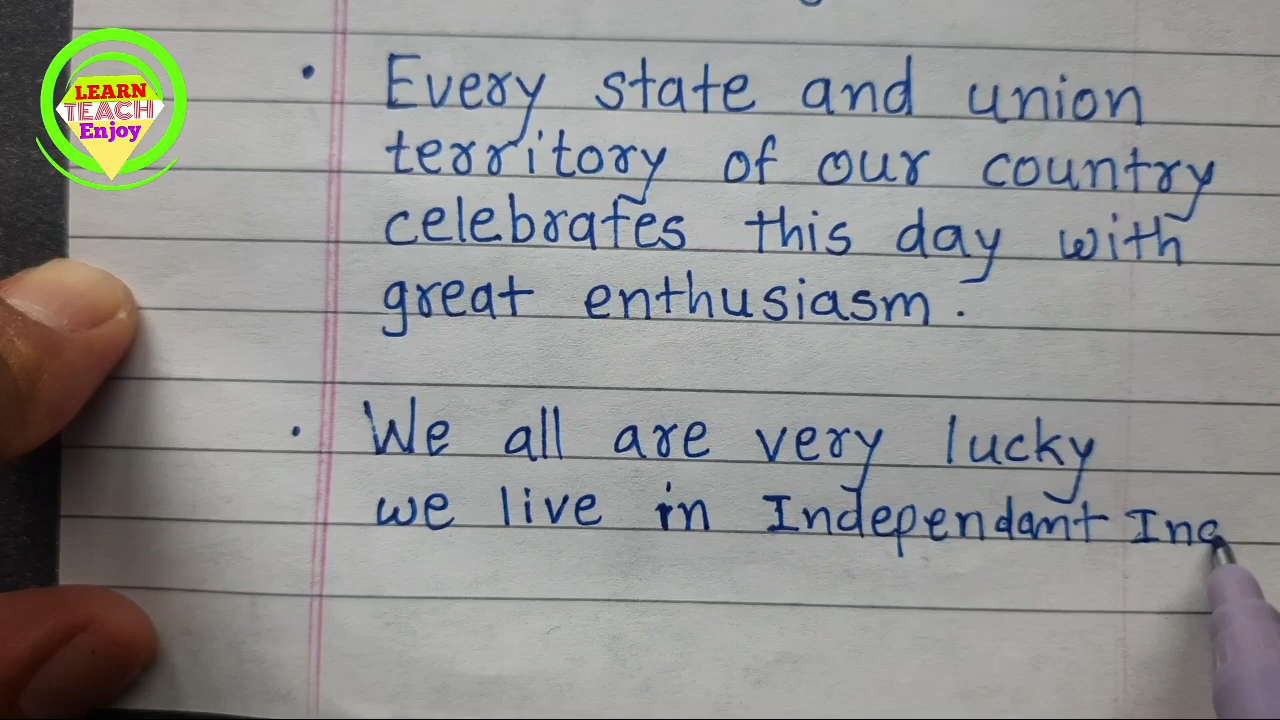 LEARN
TEACH
Enjoy
• Every state and union
territory of our country
celebrates this day with
great enthusiasm.
• We all are very lucky
we live in Independant